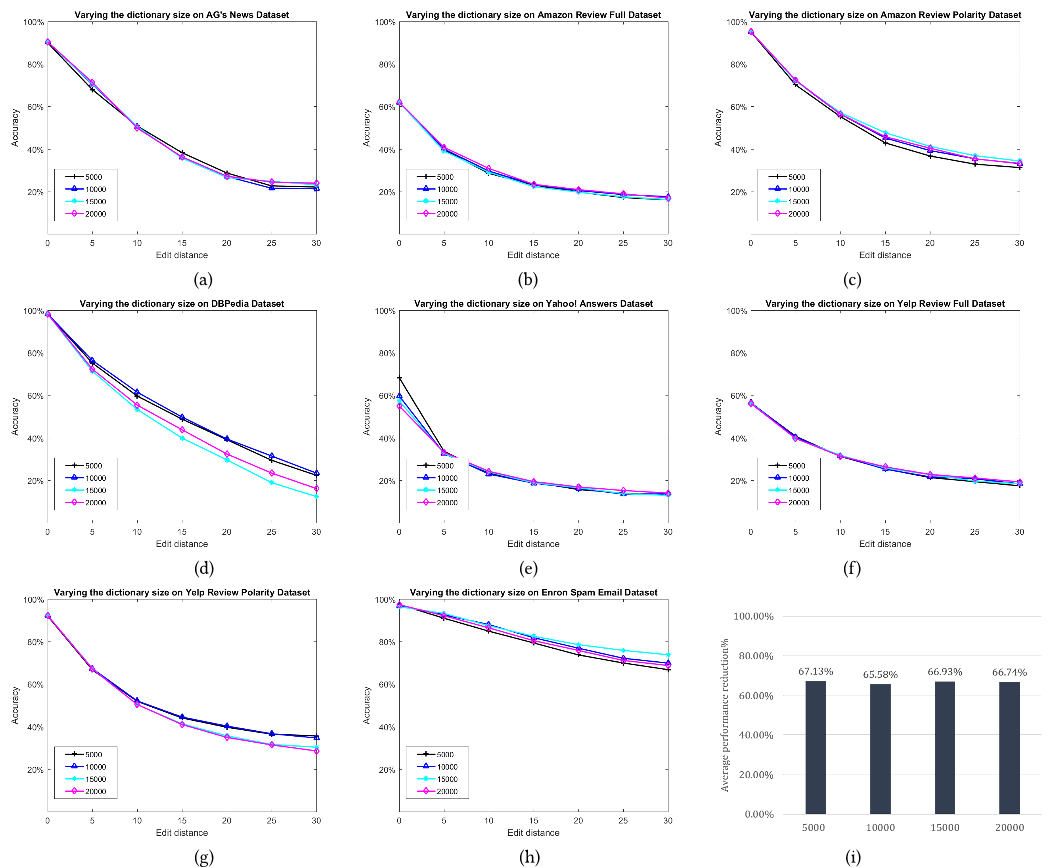 Varying the dictionary size on AG's News Dataset
100%
80%
60%
40%
20%
Accuracy
5000
10000
15000
20000
0 5 10 15 20 25 30
Edit distance
(a)
Varying the dictionary size on Amazon Review Full Dataset
100%
80%
60%
40%
20%
Accuracy
5000
10000
15000
20000
0 5 10 15 20 25 30
Edit distance
(b)
Varying the dictionary size on Amazon Review Polarity Dataset
100%
80%
60%
40%
20%
Accuracy
5000
10000
15000
20000
0 5 10 15 20 25 30
Edit distance
(c)
Varying the dictionary size on DBPedia Dataset
100%
80%
60%
40%
20%
Accuracy
5000
10000
15000
20000
0 5 10 15 20 25 30
Edit distance
(d)
Varying the dictionary size on Yahoo! Answers Dataset
100%
80%
60%
40%
20%
Accuracy
5000
10000
15000
20000
0 5 10 15 20 25 30
Edit distance
(e)
Varying the dictionary size on Yelp Review Full Dataset
100%
80%
60%
40%
20%
Accuracy
5000
10000
15000
20000
0 5 10 15 20 25 30
Edit distance
(f)
Varying the dictionary size on Yelp Review Polarity Dataset
100%
80%
60%
40%
20%
Accuracy
5000
10000
15000
20000
0 5 10 15 20 25 30
Edit distance
(g)
Varying the dictionary size on Enron Spam Email Dataset
100%
80%
60%
40%
20%
Accuracy
5000
10000
15000
20000
0 5 10 15 20 25 30
Edit distance
(h)
100.00%
80.00%
60.00%
40.00%
20.00%
0.00%
Average performance reduction%
67.13% 65.58% 66.93% 66.74%
5000 10000 15000 20000
(i)